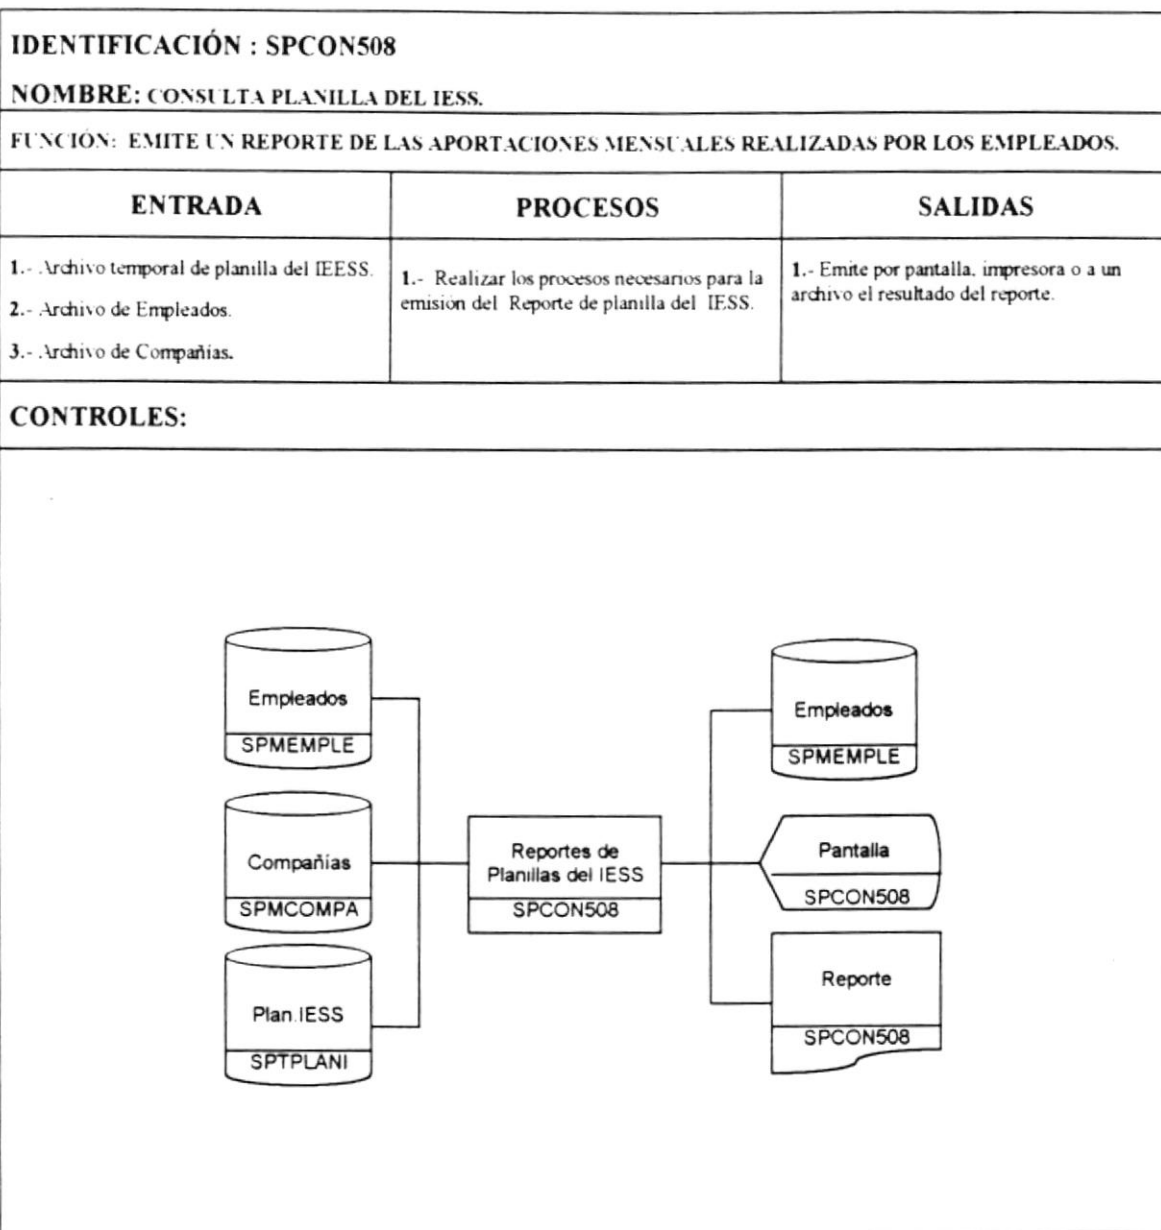 IDENTIFICACIÓN : SPCON508
NOMBRE: CONSULTA PLANILLA DEL IESS.
FUNCIÓN: EMITE UN REPORTE DE LAS APORTACIONES MENSUALES REALIZADAS POR LOS EMPLEADOS.
ENTRADA
PROCESOS
SALIDAS
1.- Archivo temporal de planilla del IEESS.
2.- Archivo de Empleados.
3.- Archivo de Compañias.
1.- Realizar los procesos necesarios para la
emisión del Reporte de planilla del IESS.
1.- Emite por pantalla, impresora o a un
archivo el resultado del reporte.
CONTROLES:
Empleados
SPMEMPLE
Compañías
SPMCOMPA
Plan.IESS
SPTPLANI
Reportes de
Planillas del IESS
SPCON508
Empleados
SPMEMPLE
Pantalla
SPCON508
Reporte
SPCON508